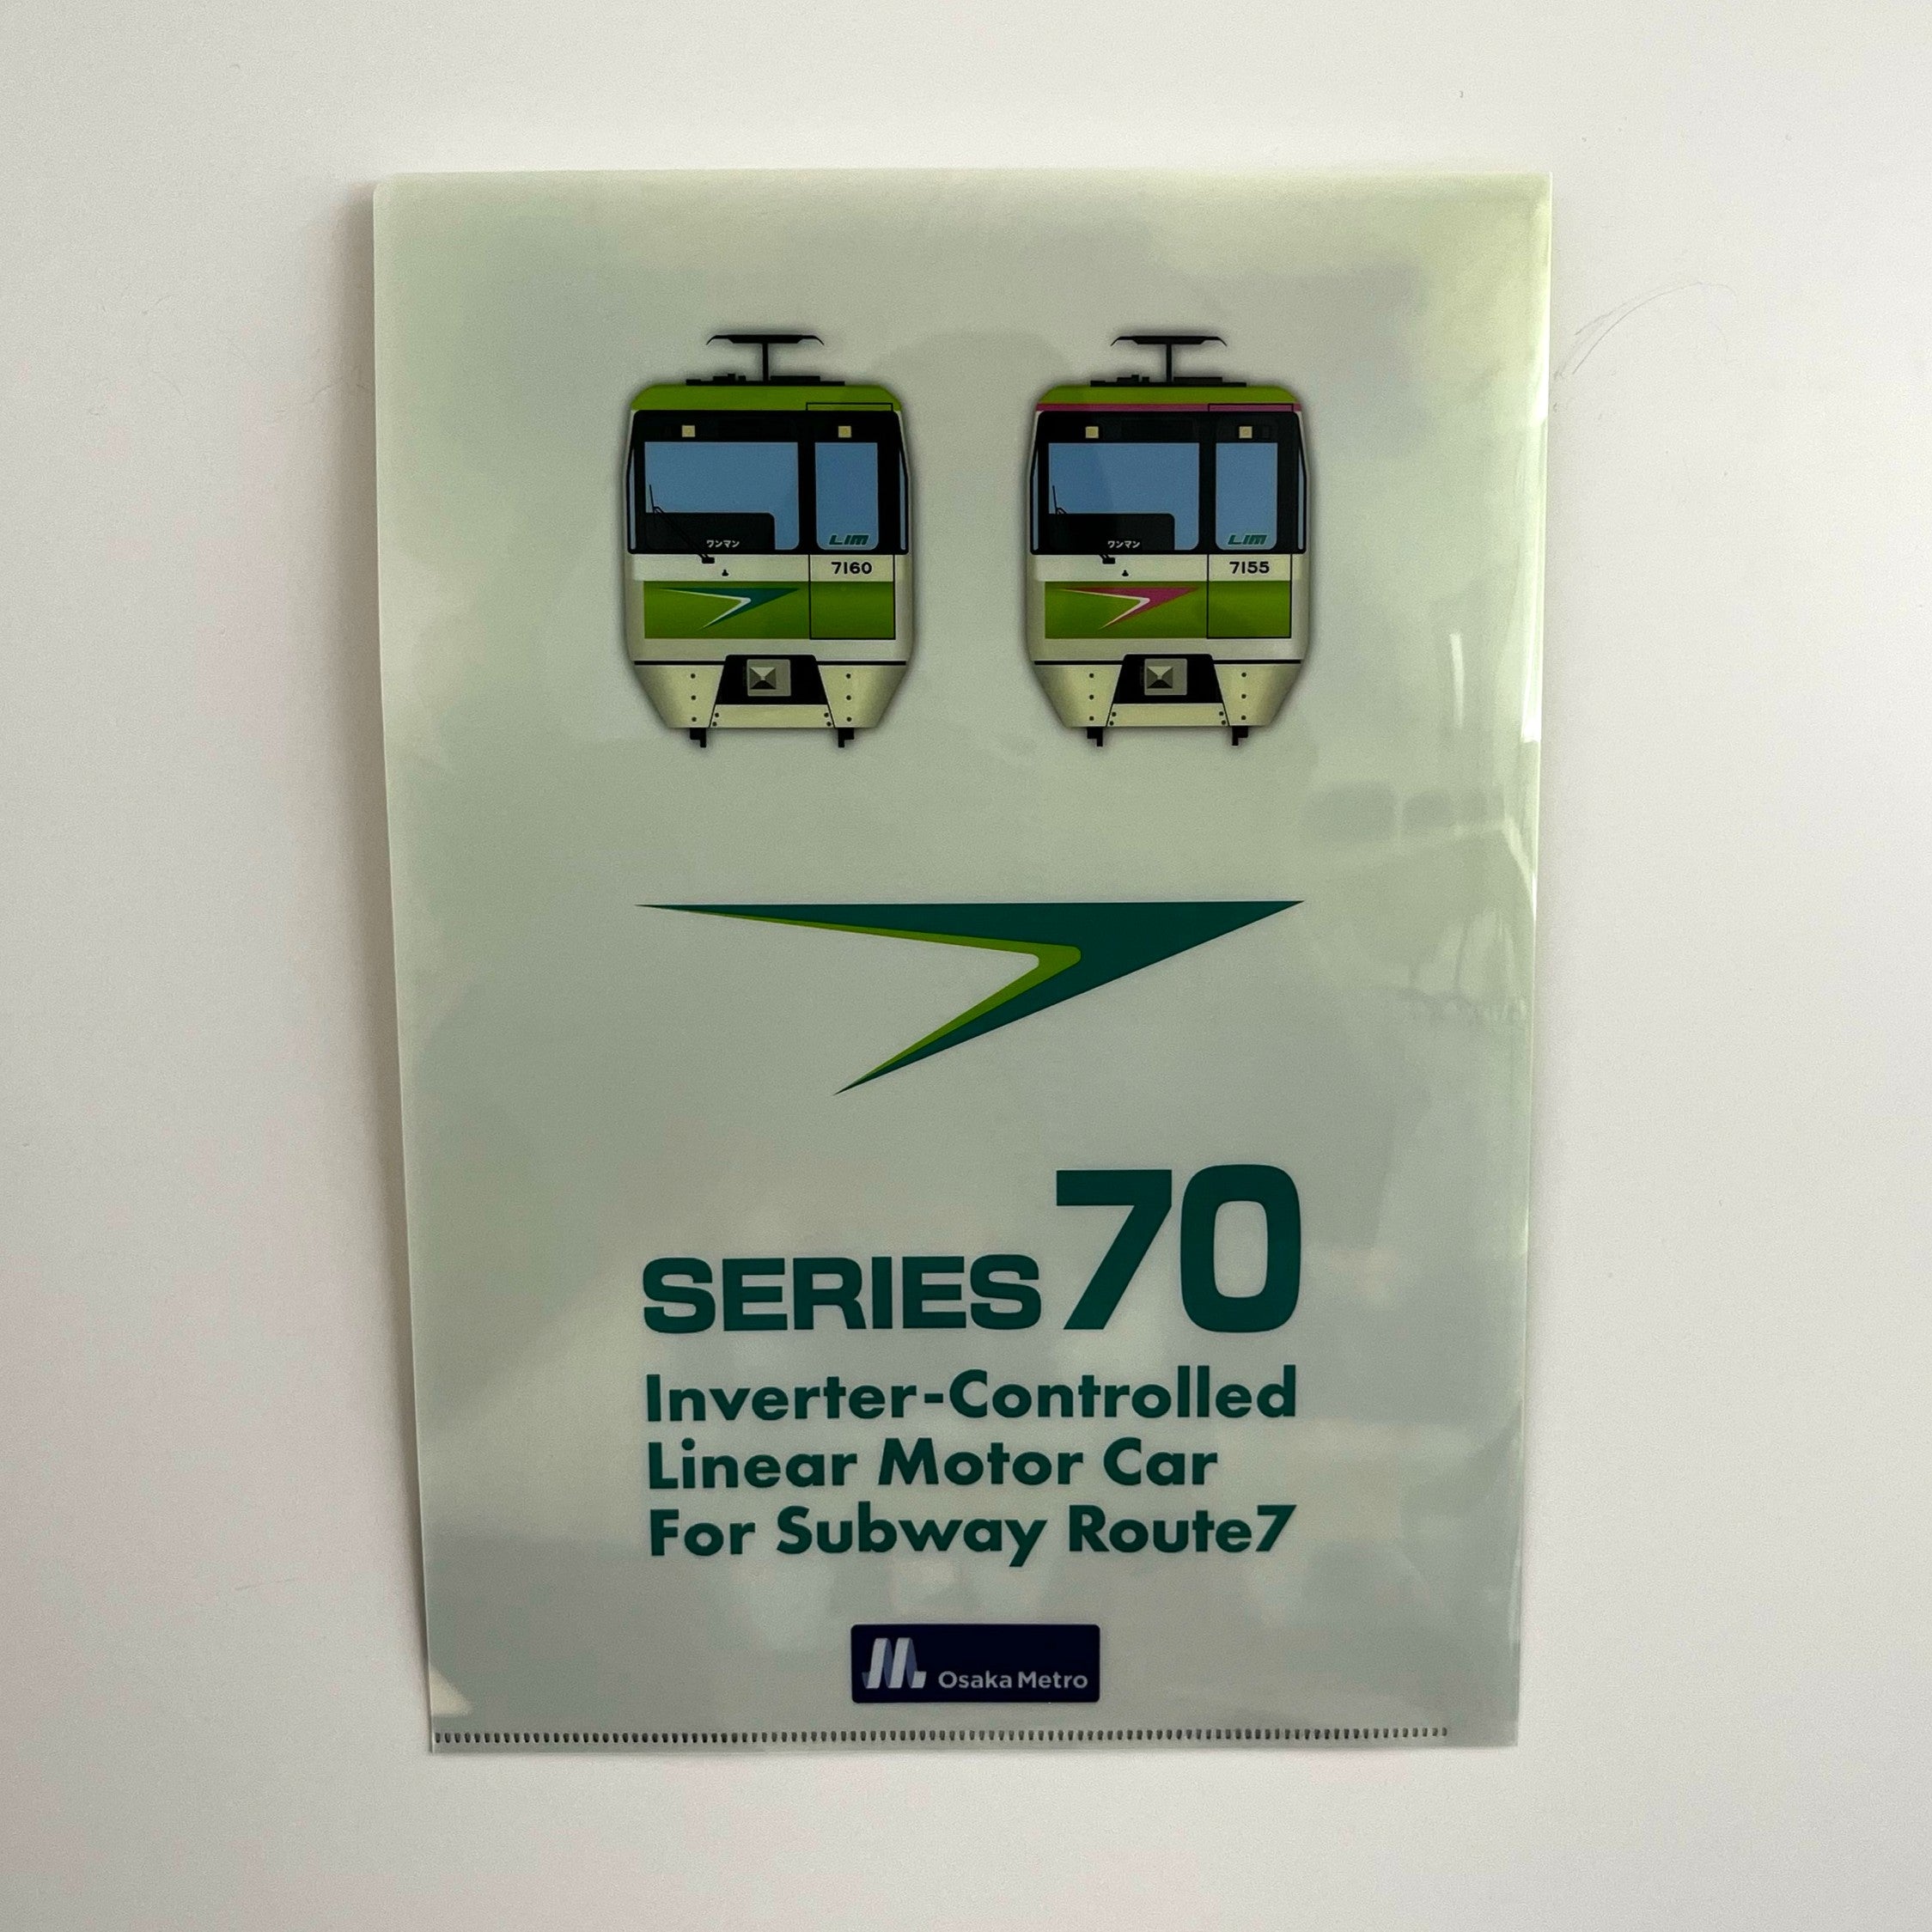 ワンマン LIM
7160
ワンマン LIM
7155
SERIES 70
Inverter-Controlled
Linear Motor Car
For Subway Route7
Osaka Metro